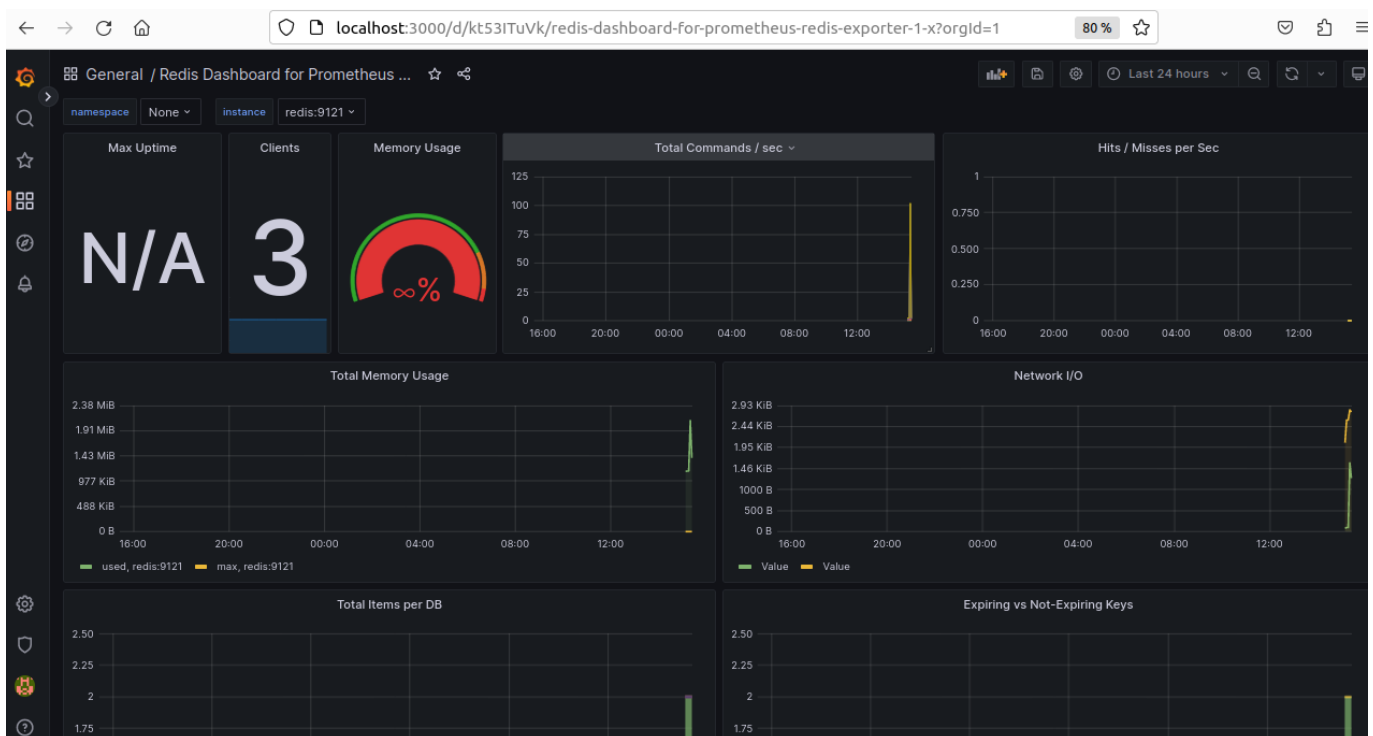 localhost:3000/d/kt53ITuVk/redis-dashboard-for-prometheus-redis-exporter-1-x?orgId=1 80 %
General / Redis Dashboard for Prometheus ... Last 24 hours
namespace None instance redis:9121
Max Uptime
N/A
Clients
3
Memory Usage
∞%
Total Commands / sec
125
100
75
50
25
0
16:00 20:00 00:00 04:00 08:00 12:00
Hits / Misses per Sec
1
0.750
0.500
0.250
0
16:00 20:00 00:00 04:00 08:00 12:00
Total Memory Usage
2.38 MiB
1.91 MiB
1.43 MiB
977 KiB
488 KiB
0 B
16:00 20:00 00:00 04:00 08:00 12:00
used, redis:9121 max, redis:9121
Network I/O
2.93 KiB
2.44 KiB
1.95 KiB
1.46 KiB
1000 B
500 B
0 B
16:00 20:00 00:00 04:00 08:00 12:00
Value Value
Total Items per DB
2.50
2.25
2
1.75
Expiring vs Not-Expiring Keys
2.50
2.25
2
1.75